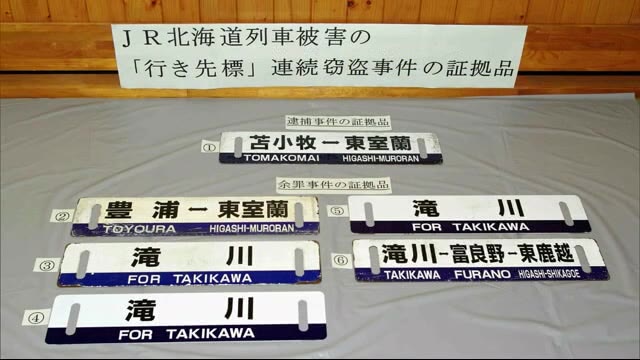 JR北海道列車被害の
「行き先標」連続窃盗事件の証拠品
逮捕事件の証拠品
①
苫小牧ー東室蘭
TOMAKOMAI HIGASHI-MURORAN
余罪事件の証拠品
②
豊浦ー東室蘭
TOYOURA HIGASHI-MURORAN
③
滝川
FOR TAKIKAWA
④
滝川
FOR TAKIKAWA
⑤
滝川
FOR TAKIKAWA
⑥
滝川ー富良野ー東鹿越
TAKIKAWA FURANO HIGASHI-SHIKAGOE